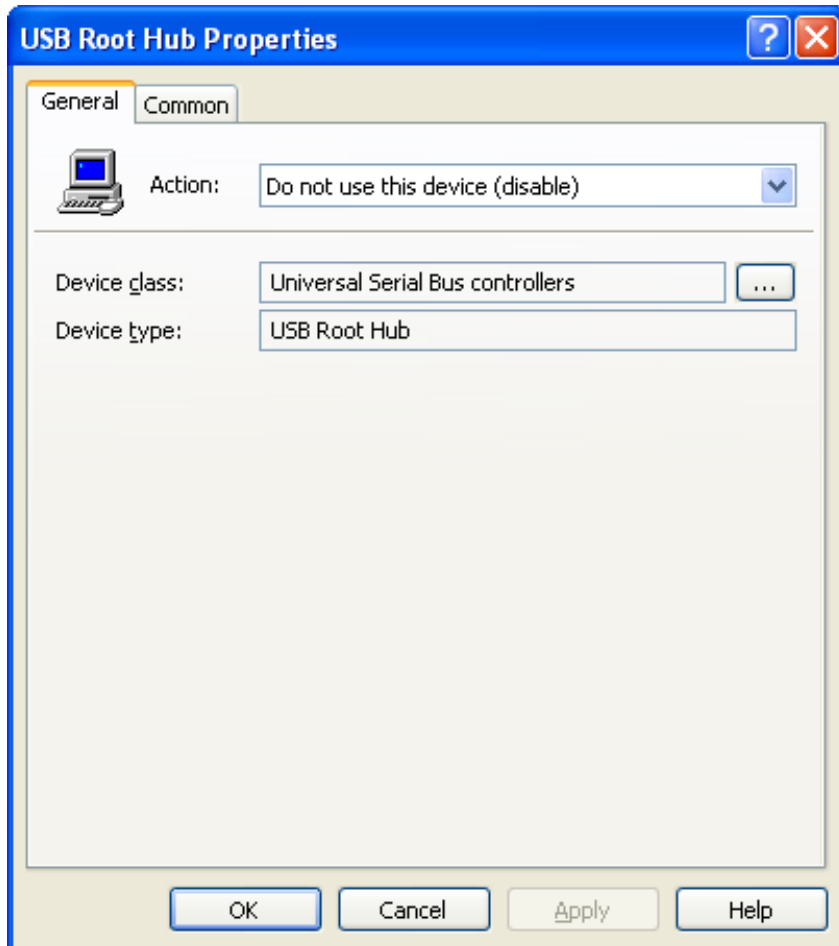 USB Root Hub Properties
General Common
Action: Do not use this device (disable)
Device class: Universal Serial Bus controllers ...
Device type: USB Root Hub
OK Cancel Apply Help